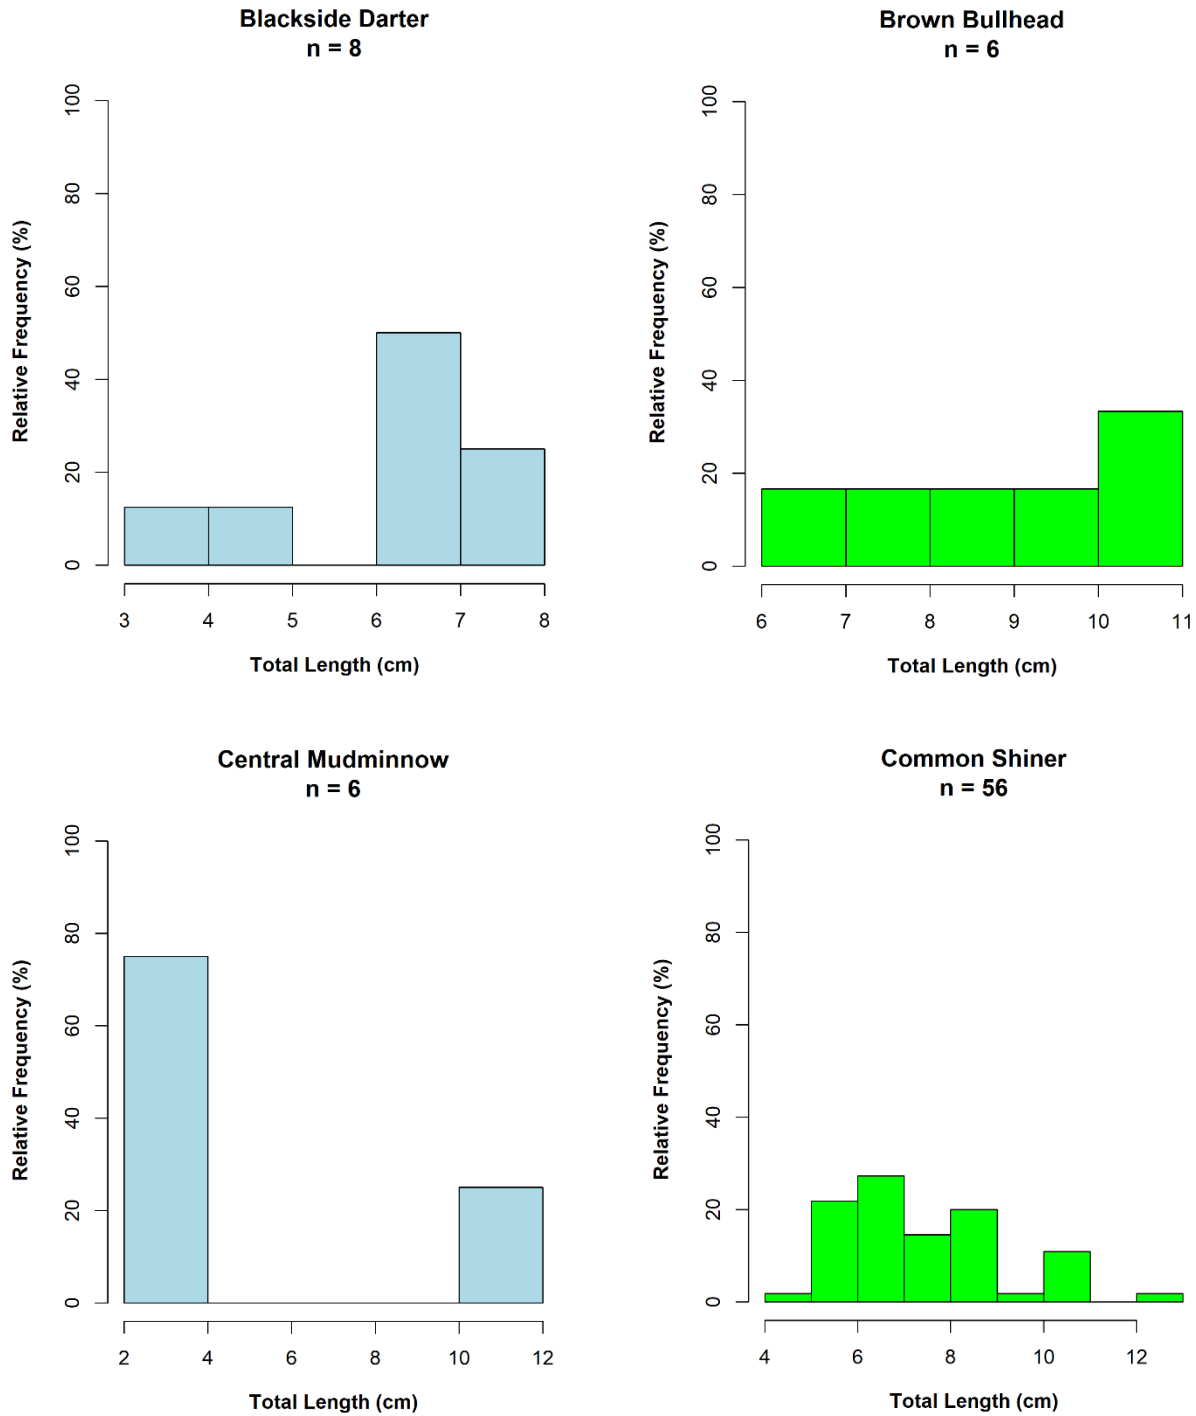 Blackside Darter
n = 8
Relative Frequency (%)
100
80
60
40
20
0
3 4 5 6 7 8
Total Length (cm)
Brown Bullhead
n = 6
Relative Frequency (%)
100
80
60
40
20
0
6 7 8 9 10 11
Total Length (cm)
Central Mudminnow
n = 6
Relative Frequency (%)
100
80
60
40
20
0
2 4 6 8 10 12
Total Length (cm)
Common Shiner
n = 56
Relative Frequency (%)
100
80
60
40
20
0
4 6 8 10 12
Total Length (cm)